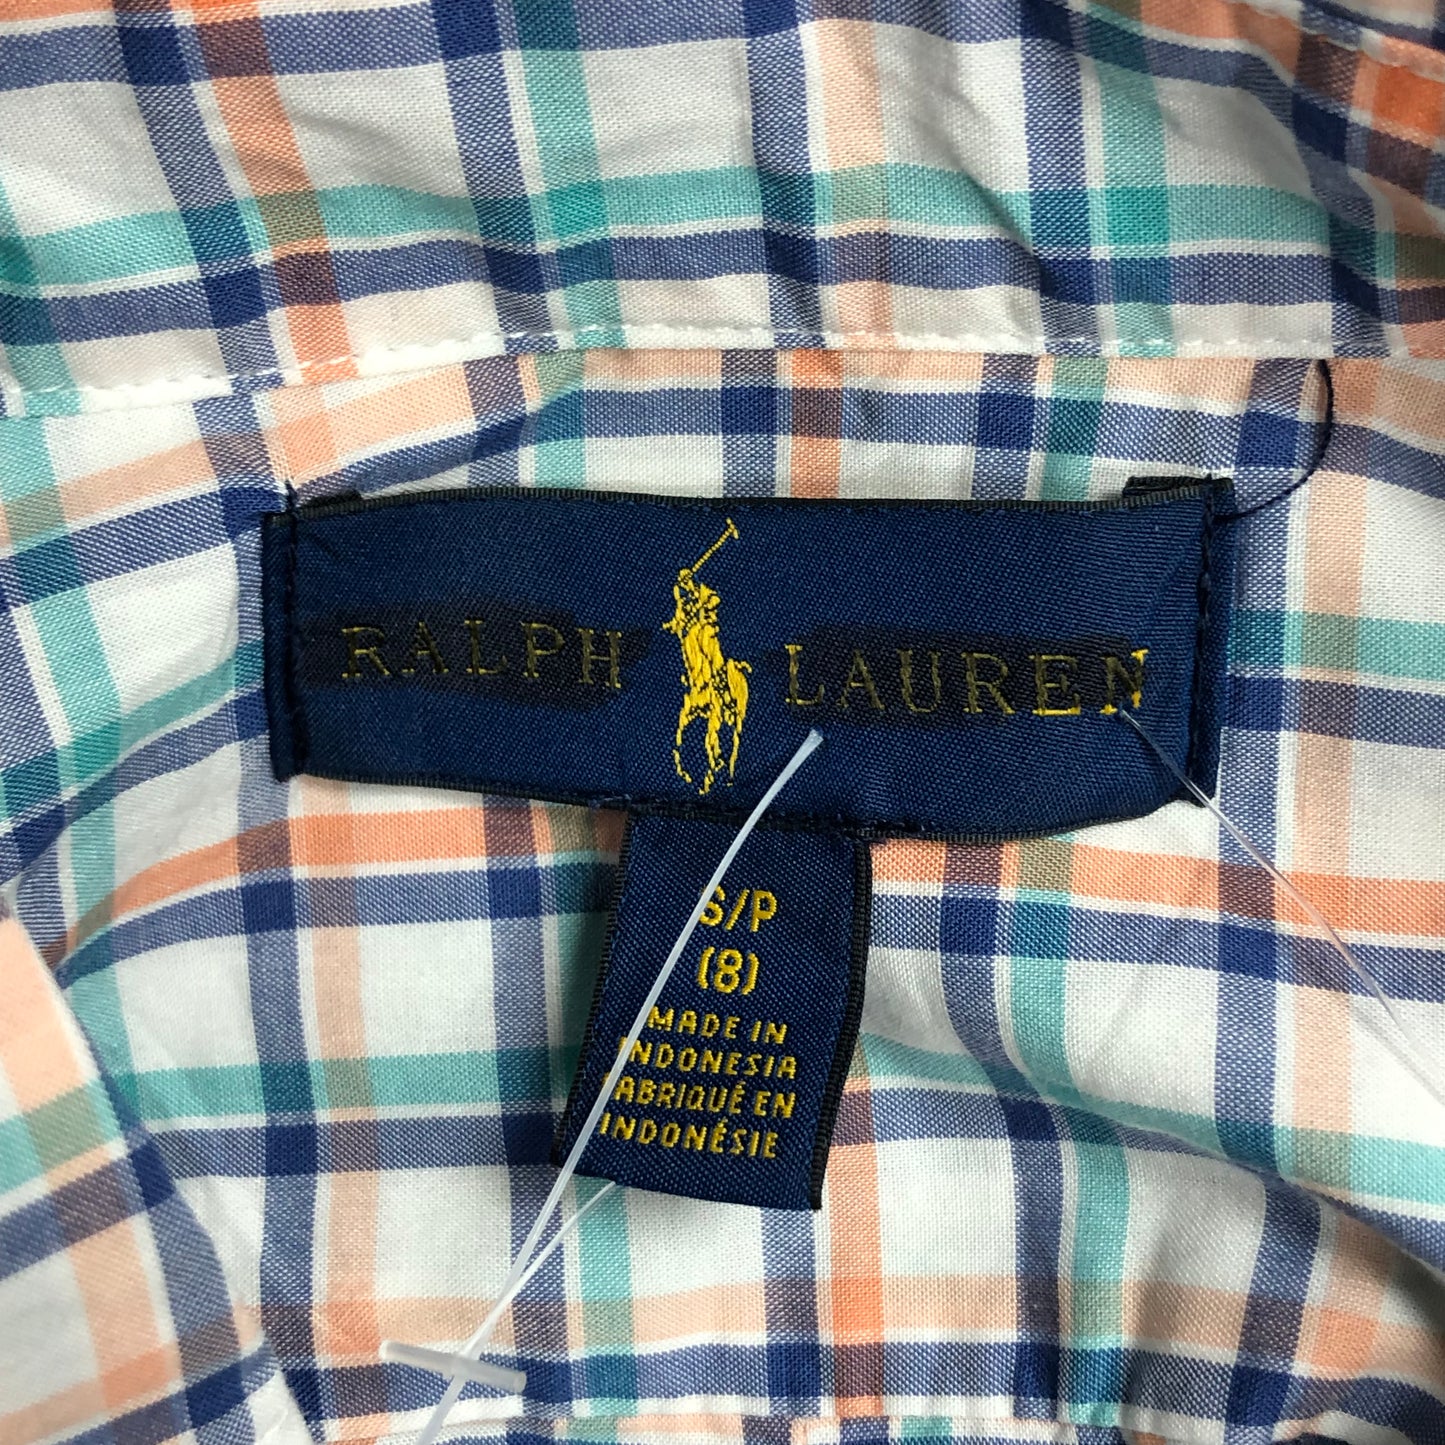 RALPH LAUREN
S/P
(8)
MADE IN
INDONESIA
FABRIQUÉ EN
INDONÉSIE